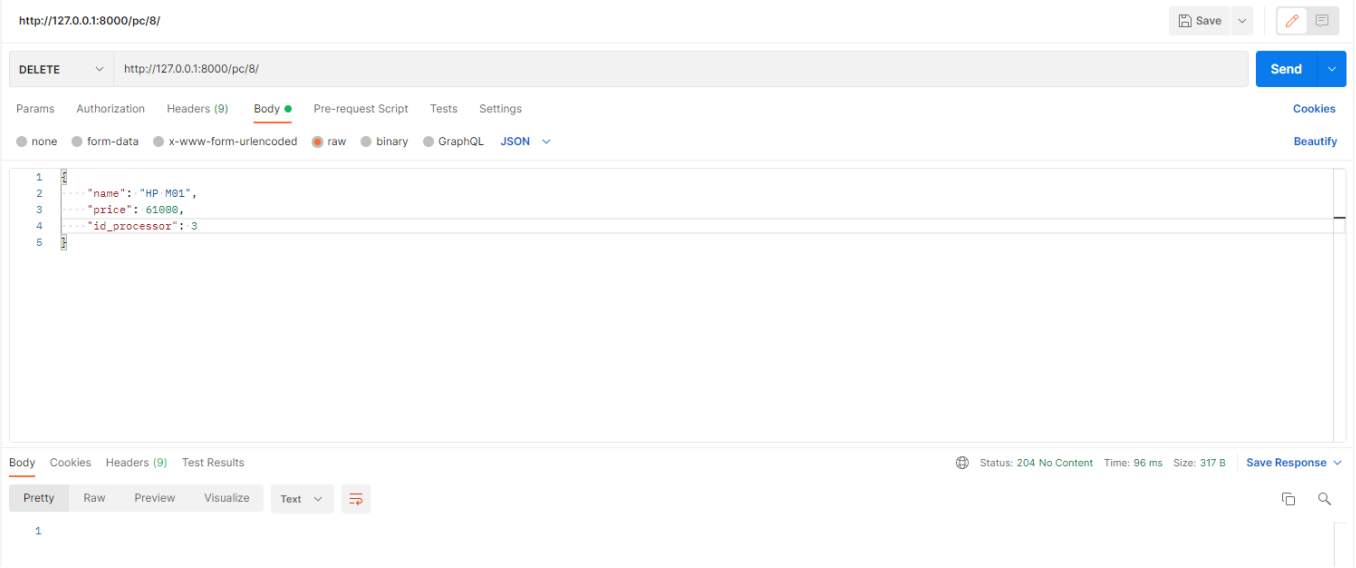 http://127.0.0.1:8000/pc/8/ Save
DELETE http://127.0.0.1:8000/pc/8/ Send
Params Authorization Headers (9) Body Pre-request Script Tests Settings Cookies
none form-data x-www-form-urlencoded raw binary GraphQL JSON Beautify
1 {
2 ····"name":·"HP·M01",
3 ····"price":·61000,
4 ····"id_processor":·3
5 }
Body Cookies Headers (9) Test Results Status: 204 No Content Time: 96 ms Size: 317 B Save Response
Pretty Raw Preview Visualize Text
1